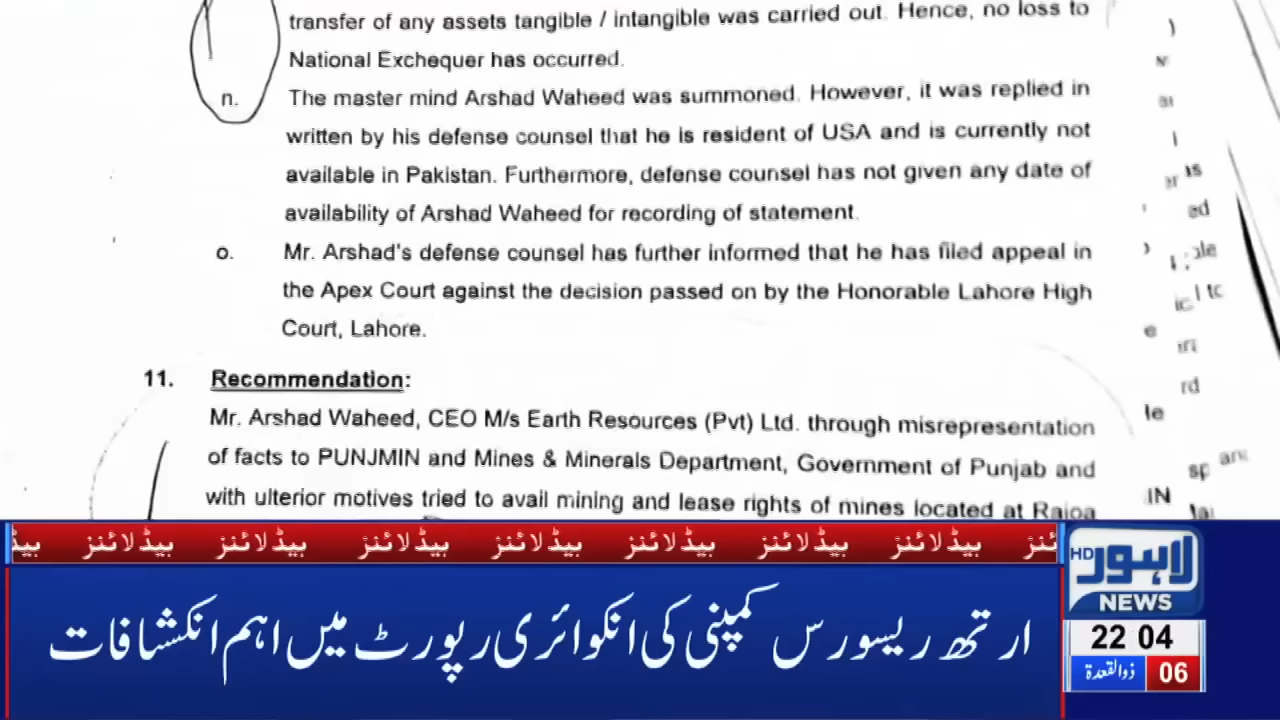 transfer of any assets tangible / intangible was carried out. Hence, no loss to
National Exchequer has occurred.
n. The master mind Arshad Waheed was summoned. However, it was replied in
written by his defense counsel that he is resident of USA and is currently not
available in Pakistan. Furthermore, defense counsel has not given any date of
availability of Arshad Waheed for recording of statement.
o. Mr. Arshad's defense counsel has further informed that he has filed appeal in
the Apex Court against the decision passed on by the Honorable Lahore High
Court, Lahore.
11. Recommendation:
Mr. Arshad Waheed, CEO M/s Earth Resources (Pvt) Ltd. through misrepresentation
of facts to PUNJMIN and Mines & Minerals Department, Government of Punjab and
with ulterior motives tried to avail mining and lease rights of mines located at Rajoa
ہیڈلائنز ہیڈلائنز ہیڈلائنز ہیڈلائنز ہیڈلائنز ہیڈلائنز ہیڈلائنز
ارتھ ریسورس کمپنی کی انکوائری رپورٹ میں اہم انکشافات
لاہور HD
NEWS
22 04
ذوالقعدة 06